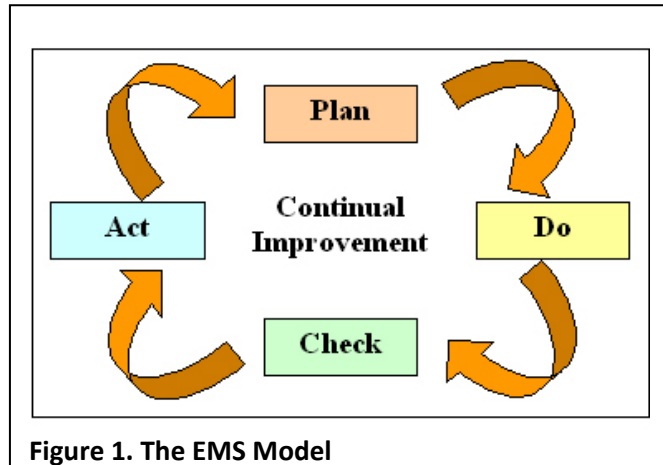 Plan
Act
Continual
Improvement
Do
Check
Figure 1. The EMS Model